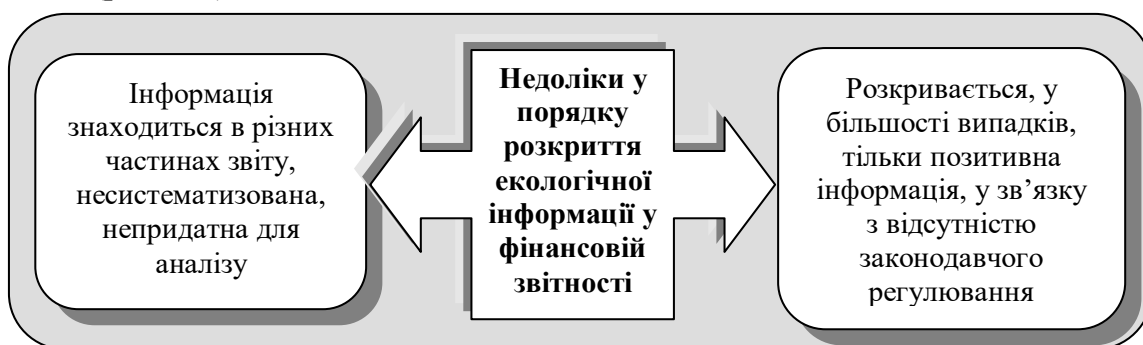 Інформація
знаходиться в різних
частинах звіту,
несистематизована,
непридатна для
аналізу
Недоліки у
порядку
розкриття
екологічної
інформації у
фінансовій
звітності
Розкривається, у
більшості випадків,
тільки позитивна
інформація, у зв’язку
з відсутністю
законодавчого
регулювання